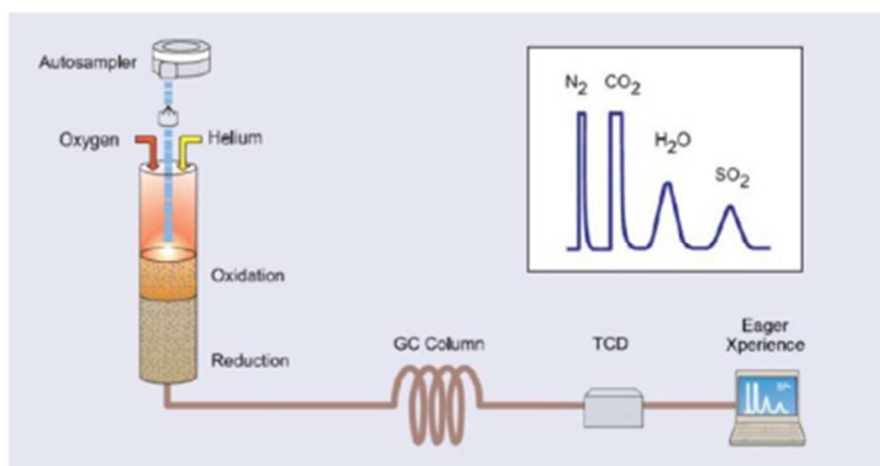 Autosampler
Oxygen
Helium
Oxidation
Reduction
GC Column
TCD
Eager
Xperience
N₂ CO₂
H₂O
SO₂